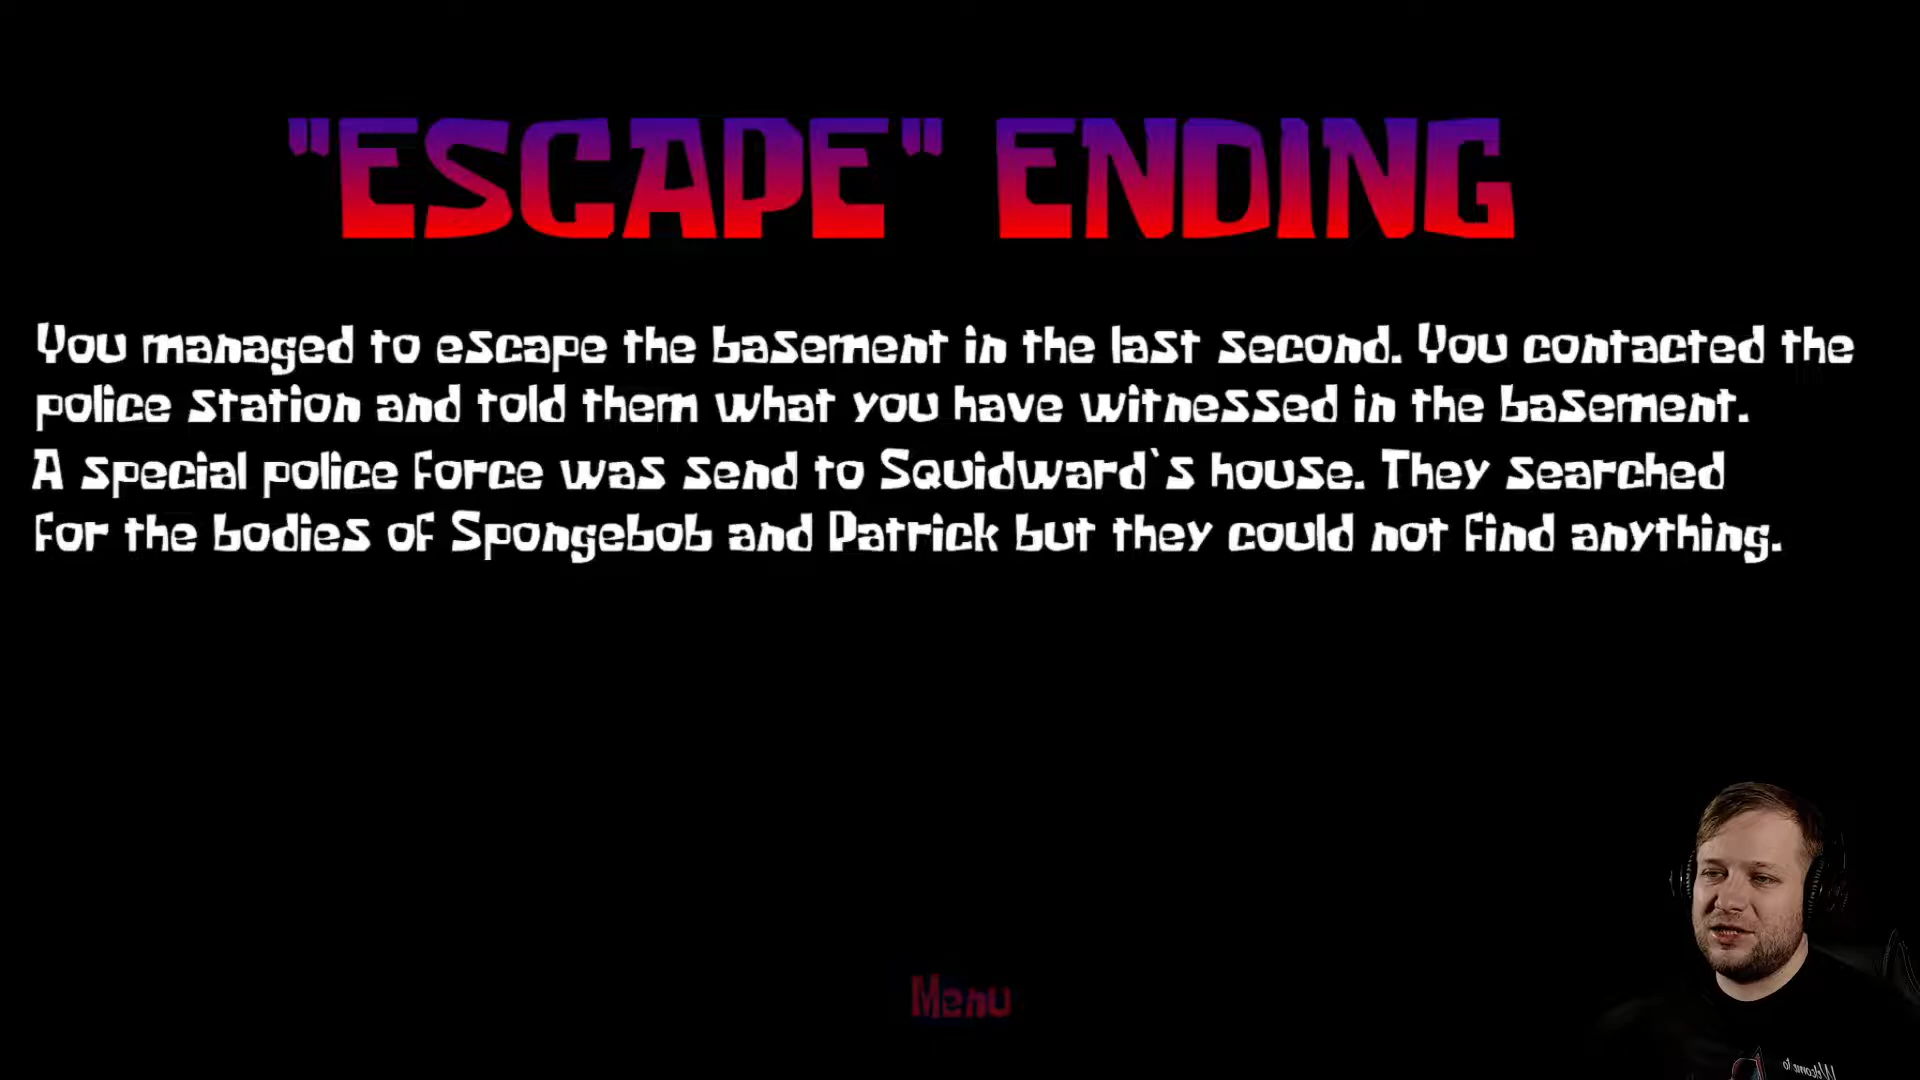 "ESCAPE" ENDING
You managed to escape the basement in the last second. You contacted the
police station and told them what you have witnessed in the basement.
A special police force was send to Squidward`s house. They searched
for the bodies of Spongebob and Patrick but they could not find anything.
Menu
Welcome to